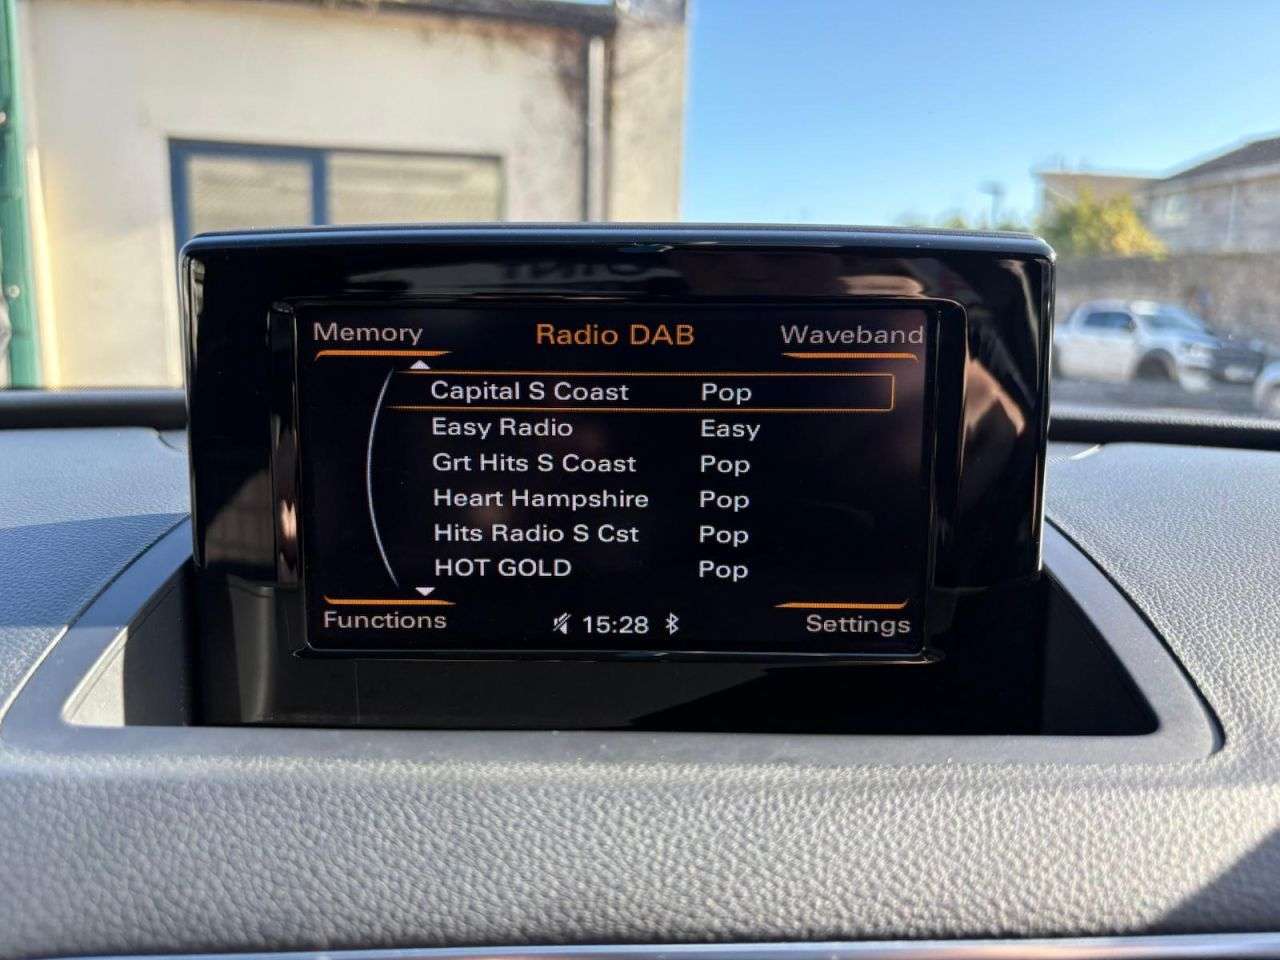 Memory Radio DAB Waveband
Capital S Coast Pop
Easy Radio Easy
Grt Hits S Coast Pop
Heart Hampshire Pop
Hits Radio S Cst Pop
HOT GOLD Pop
Functions 15:28 Settings